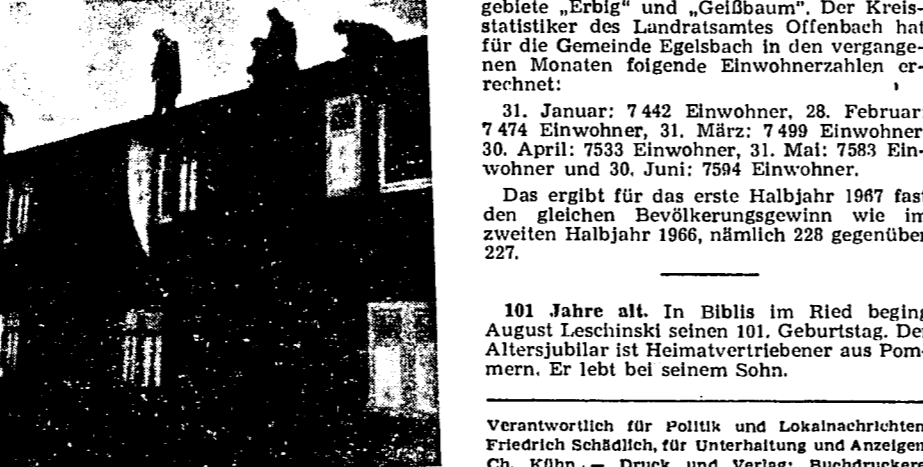 gebiete „Erbig" und „Geißbaum". Der Kreis-
statistiker des Landratsamtes Offenbach hat
für die Gemeinde Egelsbach in den vergange-
nen Monaten folgende Einwohnerzahlen er-
rechnet:
31. Januar: 7 442 Einwohner, 28. Februar
7 474 Einwohner, 31. März: 7 499 Einwohner
30. April: 7533 Einwohner, 31. Mai: 7583 Ein-
wohner und 30. Juni: 7594 Einwohner.
Das ergibt für das erste Halbjahr 1967 fast
den gleichen Bevölkerungsgewinn wie im
zweiten Halbjahr 1966, nämlich 228 gegenüber
227.
101 Jahre alt. In Biblis im Ried beging
August Leschinski seinen 101. Geburtstag. Der
Altersjubilar ist Heimatvertriebener aus Pom-
mern. Er lebt bei seinem Sohn.
Verantwortlich für Politik und Lokalnachrichten
Friedrich Schädlich, für Unterhaltung und Anzeigen
Ch. Kühn. — Druck und Verlag: Buchdruckere